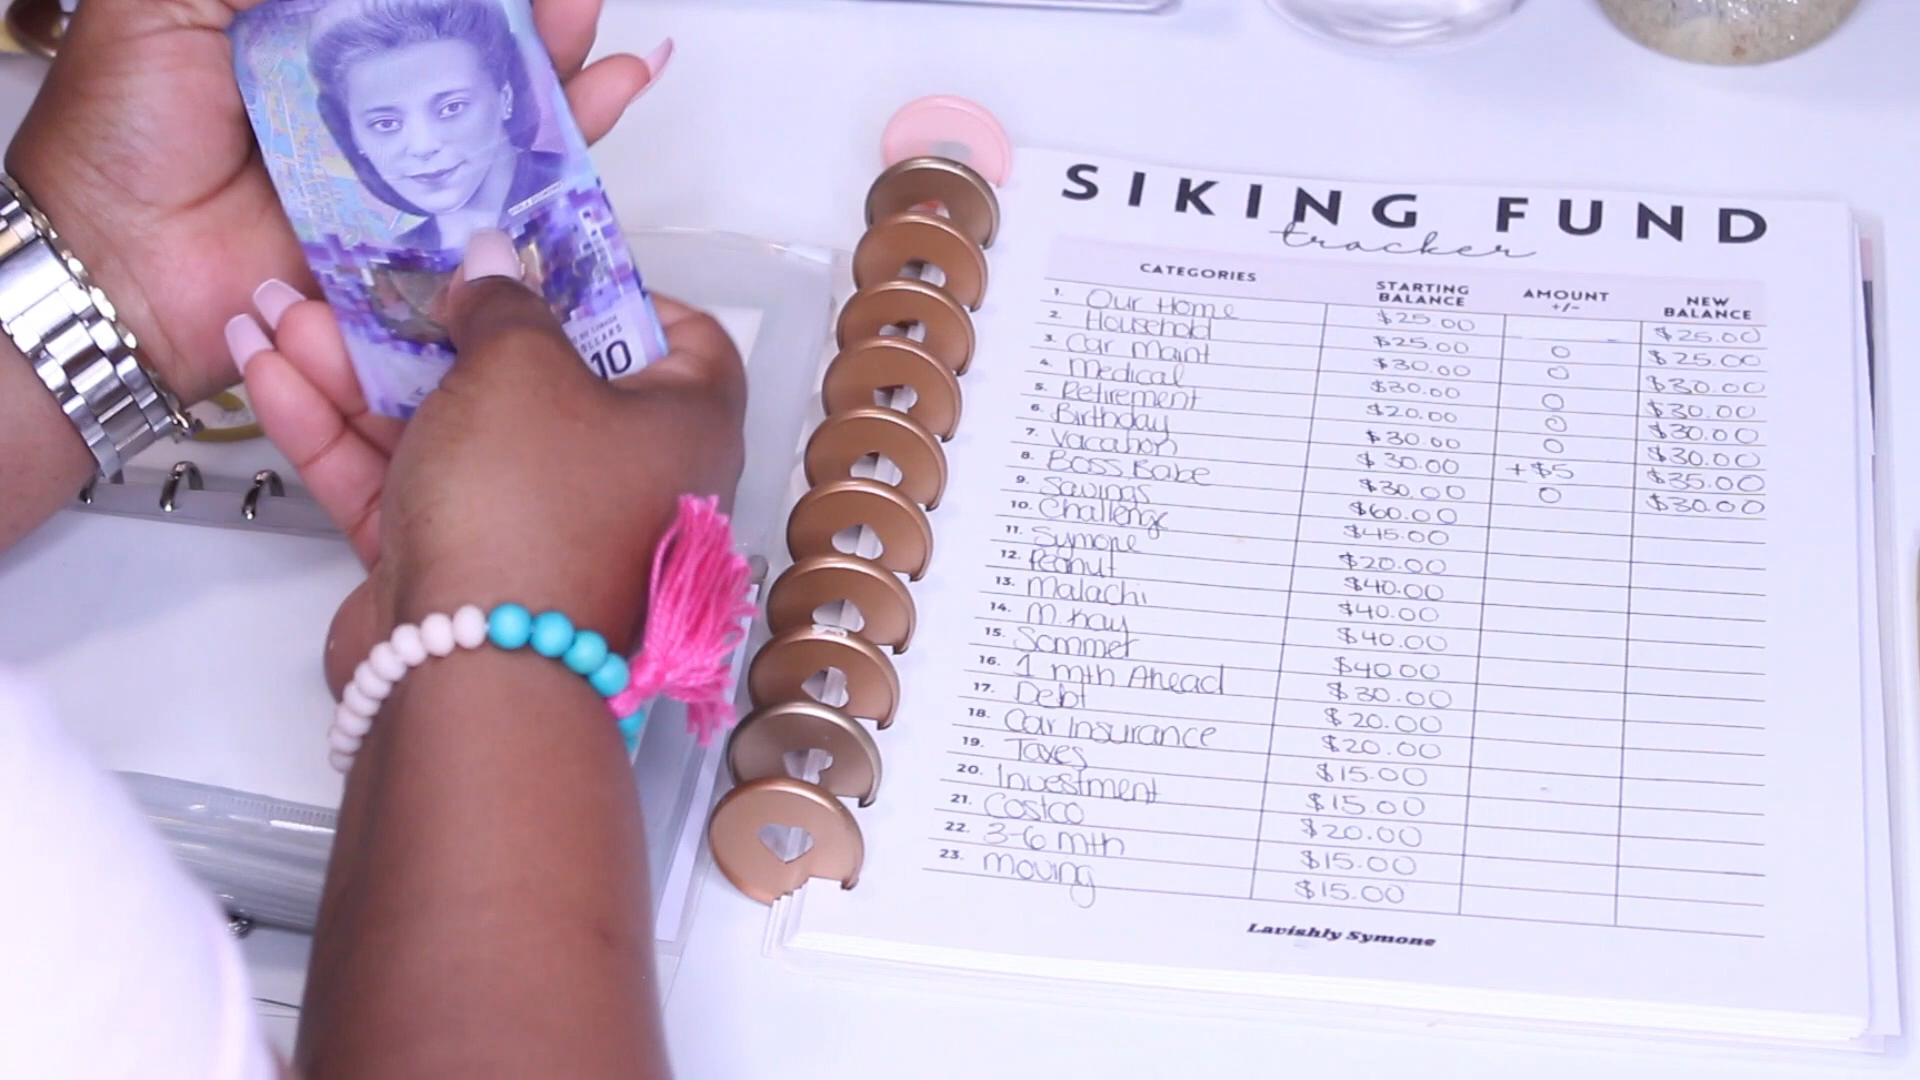 10
SIKING FUND
tracker
CATEGORIES STARTING BALANCE AMOUNT +/- NEW BALANCE
1. Our Home $25.00 - $25.00
2. Household $25.00 0 $25.00
3. Car Maint $30.00 0 $30.00
4. Medical $30.00 0 $30.00
5. Retirement $20.00 0 $30.00
6. Birthday $30.00 0 $30.00
7. Vacation $30.00 +$5 $35.00
8. Boss Babe $30.00 0 $30.00
9. Savings $60.00
10. Challenge $45.00
11. Symone $20.00
12. Peanut $40.00
13. Malachi $40.00
14. M. Kay $40.00
15. Sommer $40.00
16. 1 mth Ahead $30.00
17. Debt $20.00
18. Car Insurance $20.00
19. Taxes $15.00
20. Investment $15.00
21. Costco $20.00
22. 3-6 mth $15.00
23. Moving $15.00
Lavishly Symone